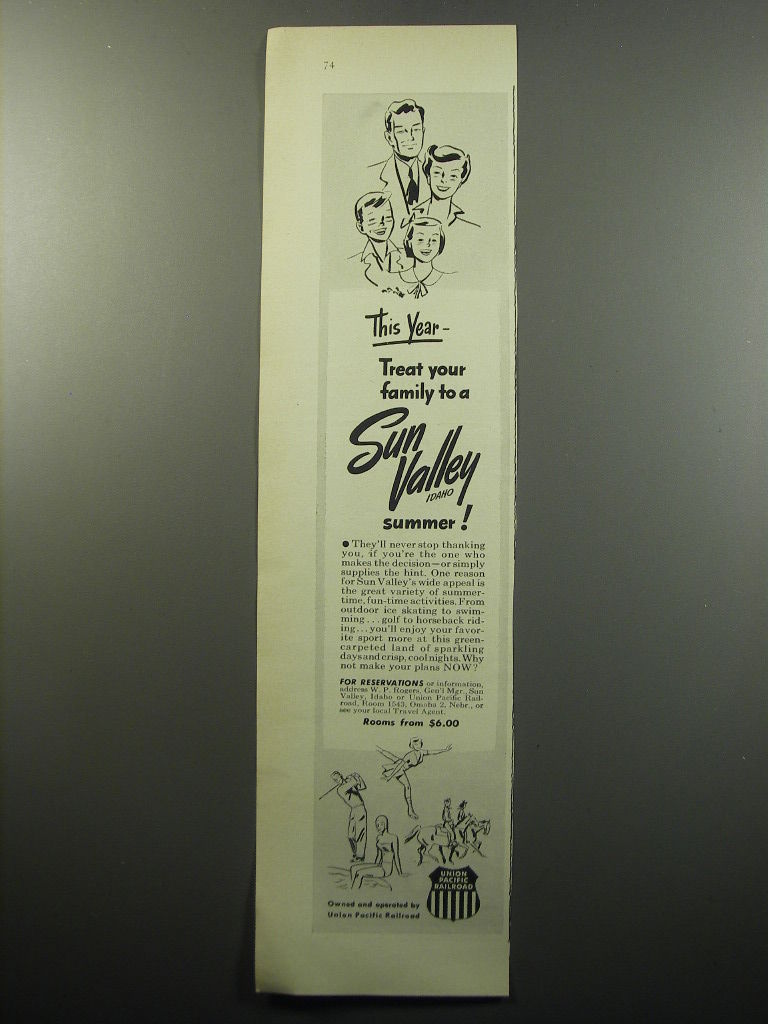 74
This Year-
Treat your
family to a
Sun
Valley
IDAHO
summer!
● They'll never stop thanking
you, if you're the one who
makes the decision—or simply
supplies the hint. One reason
for Sun Valley's wide appeal is
the great variety of summer-
time, fun-time activities. From
outdoor ice skating to swim-
ming...golf to horseback rid-
ing...you'll enjoy your favor-
ite sport more at this green-
carpeted land of sparkling
days and crisp, cool nights. Why
not make your plans NOW?
FOR RESERVATIONS or information,
address W. P. Rogers, Gen'l Mgr., Sun
Valley, Idaho or Union Pacific Rail-
road, Room 1543, Omaha 2, Nebr., or
see your local Travel Agent.
Rooms from $6.00
UNION
PACIFIC
RAILROAD
Owned and operated by
Union Pacific Railroad